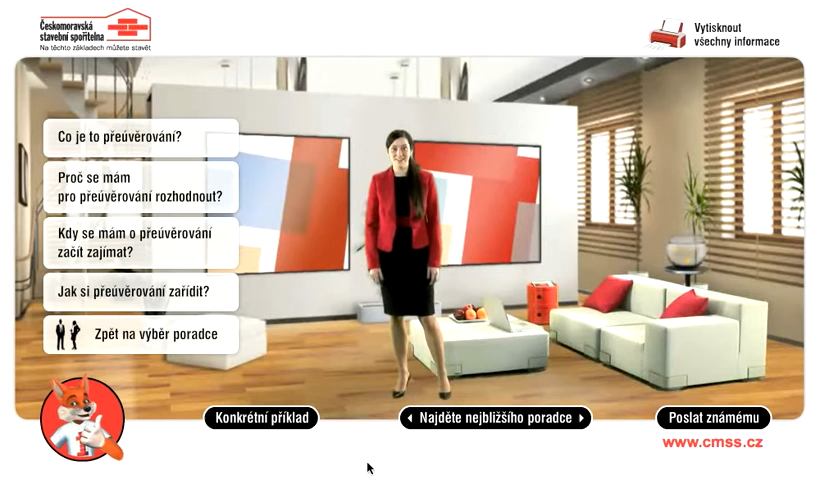 Českomoravská
stavební spořitelna
Na těchto základech můžete stavět
Vytisknout
všechny informace
Co je to přeúvěrování?
Proč se mám
pro přeúvěrování rozhodnout?
Kdy se mám o přeúvěrování
začít zajímat?
Jak si přeúvěrování zařídit?
Zpět na výběr poradce
Konkrétní příklad
Najděte nejbližšího poradce
Poslat známému
www.cmss.cz